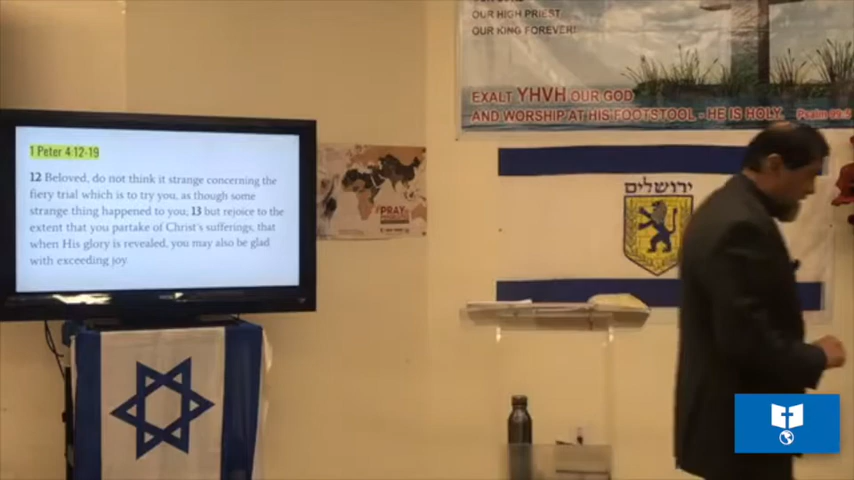 OUR HIGH PRIEST
OUR KING FOREVER!
EXALT YHVH OUR GOD
AND WORSHIP AT HIS FOOTSTOOL - HE IS HOLY. Psalm 99:5
1 Peter 4:12-19
12 Beloved, do not think it strange concerning the
fiery trial which is to try you, as though some
strange thing happened to you, 13 but rejoice to the
extent that you partake of Christ's sufferings, that
when His glory is revealed, you may also be glad
with exceeding joy.
#PRAY
ירושלים